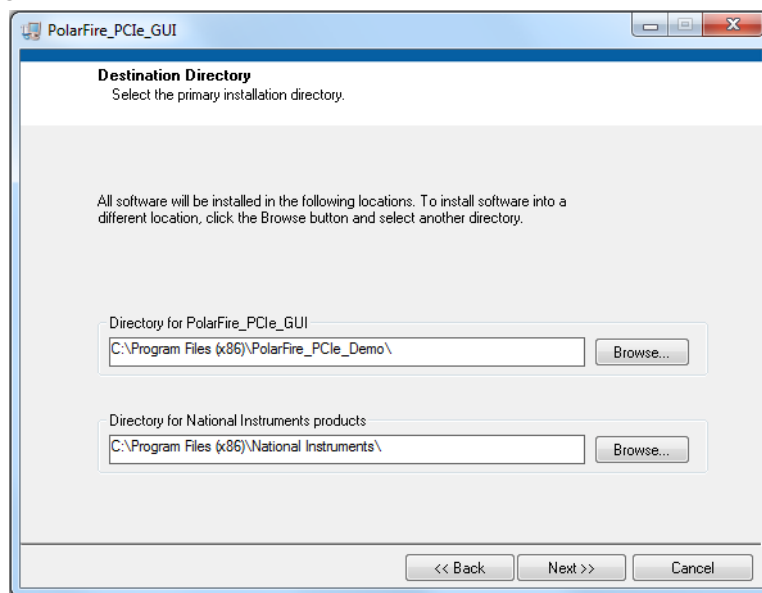 PolarFire_PCIe_GUI
Destination Directory
Select the primary installation directory.
All software will be installed in the following locations. To install software into a
different location, click the Browse button and select another directory.
Directory for PolarFire_PCIe_GUI
C:\Program Files (x86)\PolarFire_PCIe_Demo\
Browse...
Directory for National Instruments products
C:\Program Files (x86)\National Instruments\
Browse...
<< Back
Next >>
Cancel